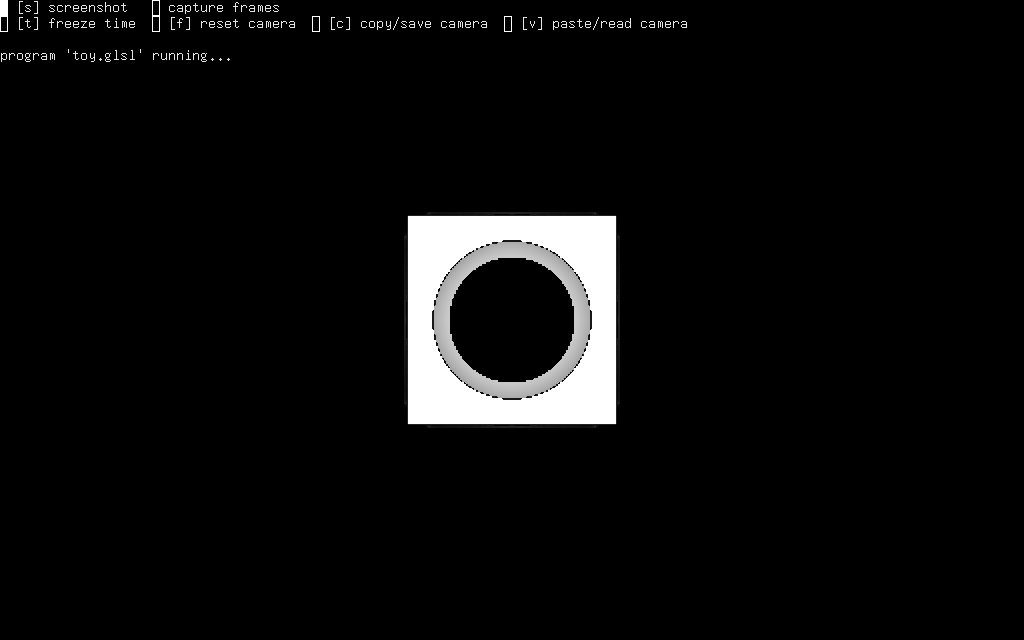 [s] screenshot  capture frames
[t] freeze time  [f] reset camera  [c] copy/save camera  [v] paste/read camera
program 'toy.glsl' running...